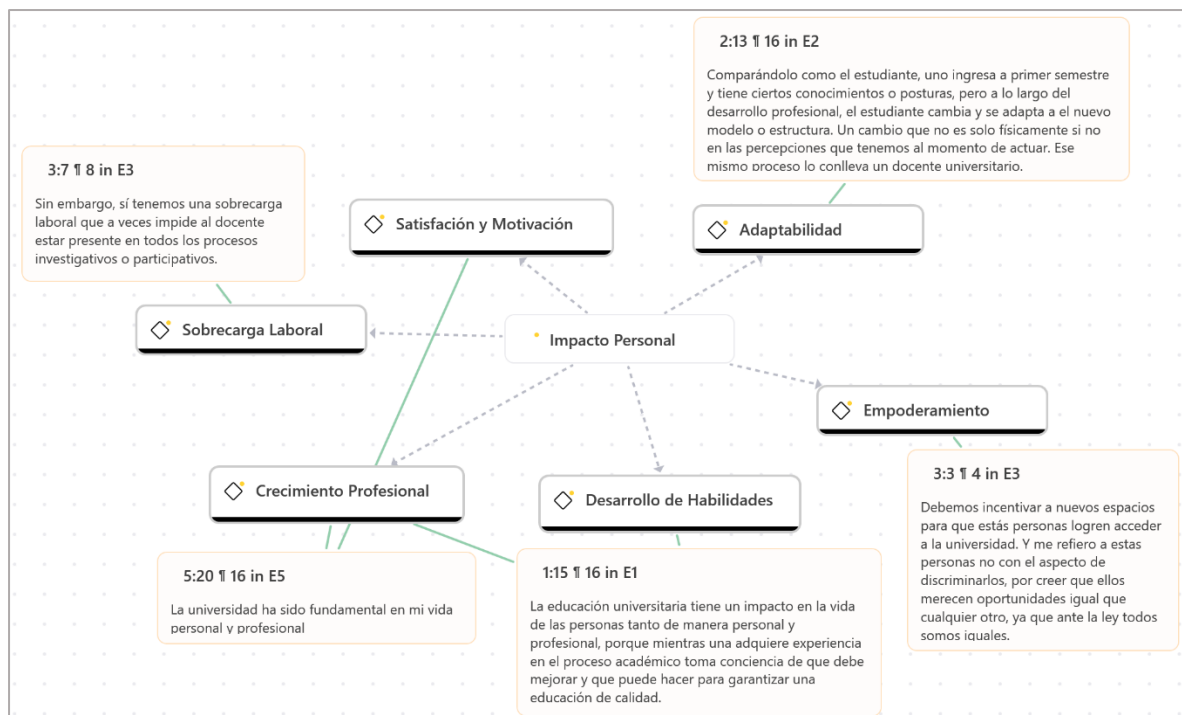 2:13 ¶ 16 in E2
Comparándolo como el estudiante, uno ingresa a primer semestre
y tiene ciertos conocimientos o posturas, pero a lo largo del
desarrollo profesional, el estudiante cambia y se adapta a el nuevo
modelo o estructura. Un cambio que no es solo físicamente si no
en las percepciones que tenemos al momento de actuar. Ese
mismo proceso lo conlleva un docente universitario.
3:7 ¶ 8 in E3
Sin embargo, sí tenemos una sobrecarga
laboral que a veces impide al docente
estar presente en todos los procesos
investigativos o participativos.
Satisfación y Motivación
Adaptabilidad
Sobrecarga Laboral
Impacto Personal
Empoderamiento
Crecimiento Profesional
Desarrollo de Habilidades
3:3 ¶ 4 in E3
Debemos incentivar a nuevos espacios
para que estás personas logren acceder
a la universidad. Y me refiero a estas
personas no con el aspecto de
discriminarlos, por creer que ellos
merecen oportunidades igual que
cualquier otro, ya que ante la ley todos
somos iguales.
5:20 ¶ 16 in E5
La universidad ha sido fundamental en mi vida
personal y profesional
1:15 ¶ 16 in E1
La educación universitaria tiene un impacto en la vida
de las personas tanto de manera personal y
profesional, porque mientras una adquiere experiencia
en el proceso académico toma conciencia de que debe
mejorar y que puede hacer para garantizar una
educación de calidad.